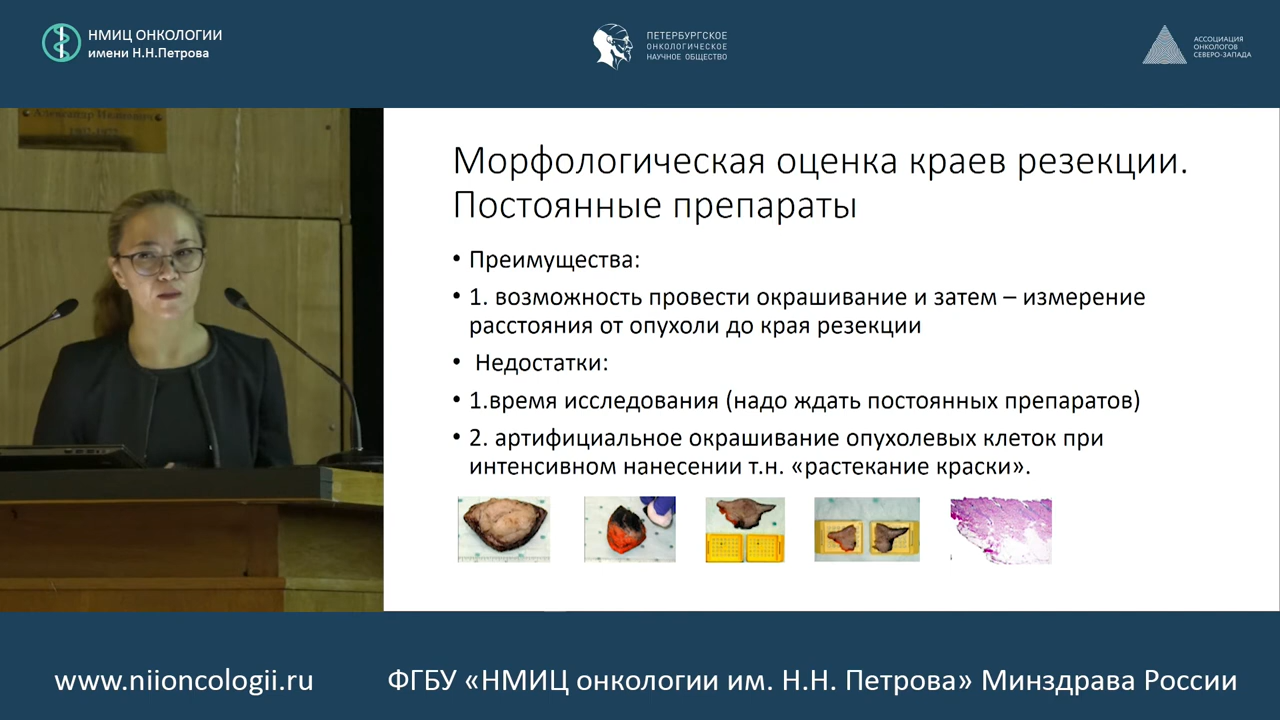 НМИЦ ОНКОЛОГИИ
имени Н.Н.Петрова
ПЕТЕРБУРГСКОЕ
ОНКОЛОГИЧЕСКОЕ
НАУЧНОЕ ОБЩЕСТВО
АССОЦИАЦИЯ
ОНКОЛОГОВ
СЕВЕРО-ЗАПАДА
Александр Иванович
Морфологическая оценка краев резекции.
Постоянные препараты
• Преимущества:
• 1. возможность провести окрашивание и затем – измерение
расстояния от опухоли до края резекции
• Недостатки:
• 1.время исследования (надо ждать постоянных препаратов)
• 2. артифициальное окрашивание опухолевых клеток при
интенсивном нанесении т.н. «растекание краски».
www.niioncologii.ru
ФГБУ «НМИЦ онкологии им. Н.Н. Петрова» Минздрава России